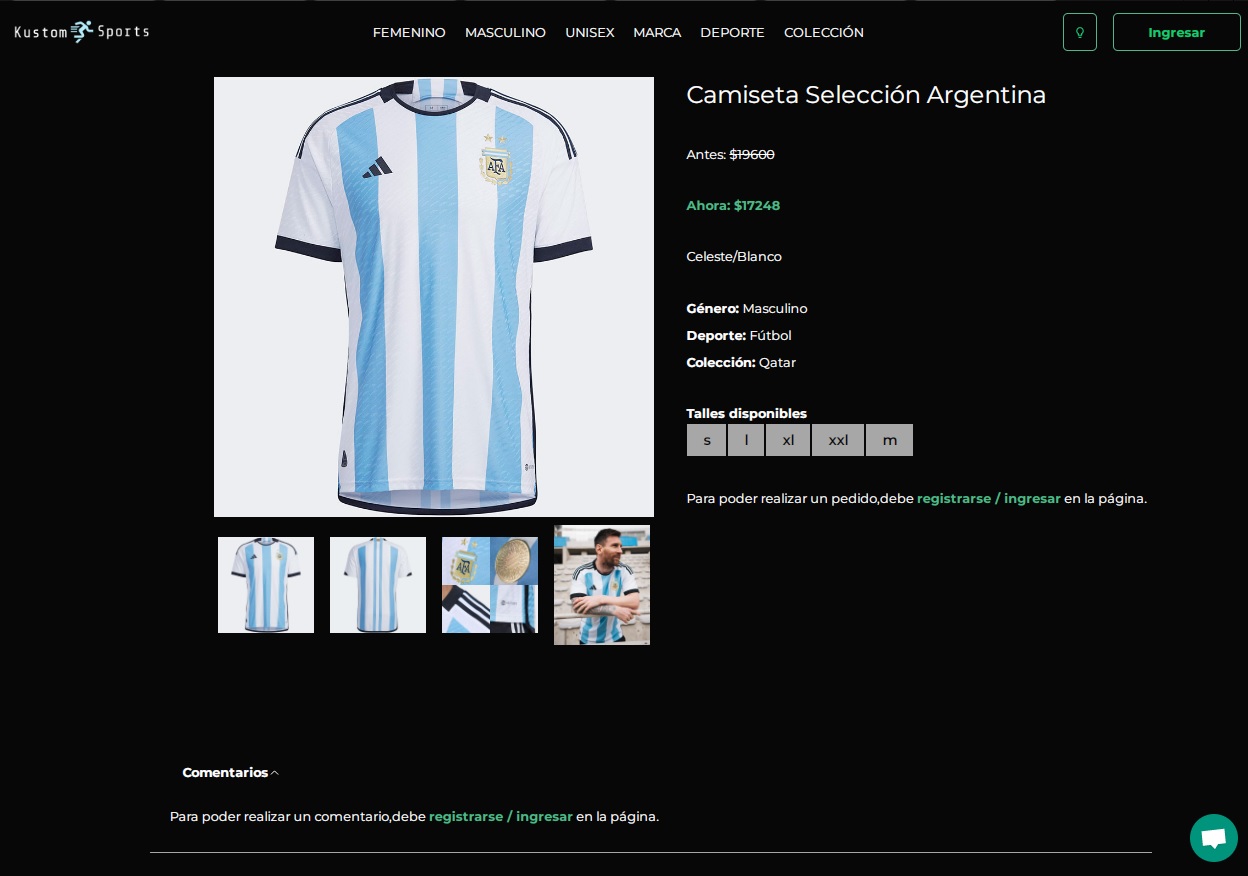 Kustom Sports
FEMENINO MASCULINO UNISEX MARCA DEPORTE COLECCIÓN
Ingresar
Camiseta Selección Argentina
Antes: $19600
Ahora: $17248
Celeste/Blanco
Género: Masculino
Deporte: Fútbol
Colección: Qatar
Talles disponibles
s l xl xxl m
Para poder realizar un pedido,debe registrarse / ingresar en la página.
AFA
AFA
Comentarios
Para poder realizar un comentario,debe registrarse / ingresar en la página.